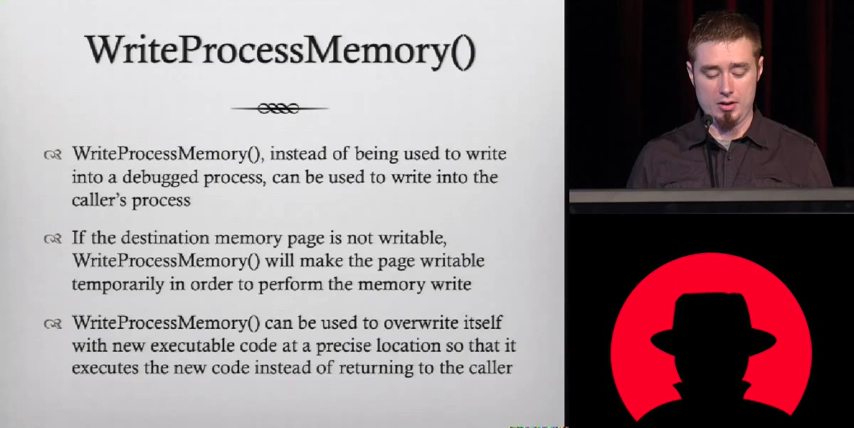 WriteProcessMemory()
WriteProcessMemory(), instead of being used to write
into a debugged process, can be used to write into the
caller's process
If the destination memory page is not writable,
WriteProcessMemory() will make the page writable
temporarily in order to perform the memory write
WriteProcessMemory() can be used to overwrite itself
with new executable code at a precise location so that it
executes the new code instead of returning to the caller